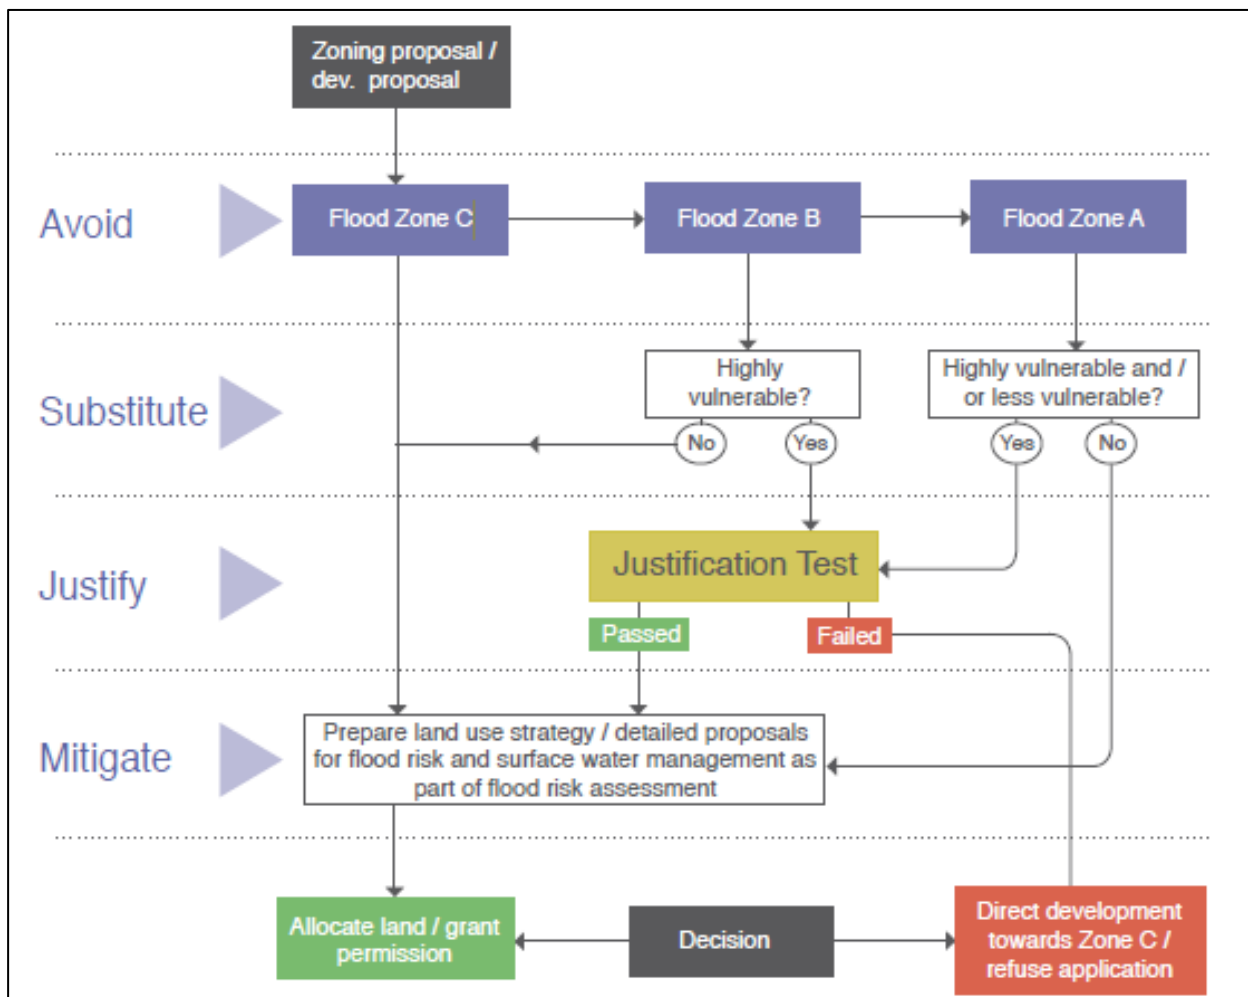 Zoning proposal /
dev. proposal
Avoid
Flood Zone C
Flood Zone B
Flood Zone A
Substitute
Highly
vulnerable?
Highly vulnerable and /
or less vulnerable?
No
Yes
Yes
No
Justify
Justification Test
Passed
Failed
Mitigate
Prepare land use strategy / detailed proposals
for flood risk and surface water management as
part of flood risk assessment
Allocate land / grant
permission
Decision
Direct development
towards Zone C /
refuse application